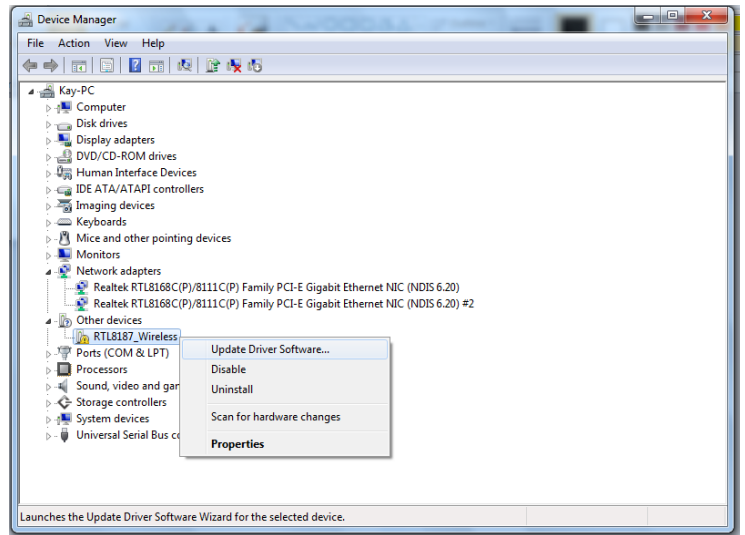 Device Manager
File Action View Help
Kay-PC
Computer
Disk drives
Display adapters
DVD/CD-ROM drives
Human Interface Devices
IDE ATA/ATAPI controllers
Imaging devices
Keyboards
Mice and other pointing devices
Monitors
Network adapters
Realtek RTL8168C(P)/8111C(P) Family PCI-E Gigabit Ethernet NIC (NDIS 6.20)
Realtek RTL8168C(P)/8111C(P) Family PCI-E Gigabit Ethernet NIC (NDIS 6.20) #2
Other devices
RTL8187_Wireless
Ports (COM & LPT)
Processors
Sound, video and gar
Storage controllers
System devices
Universal Serial Bus co
Update Driver Software...
Disable
Uninstall
Scan for hardware changes
Properties
Launches the Update Driver Software Wizard for the selected device.